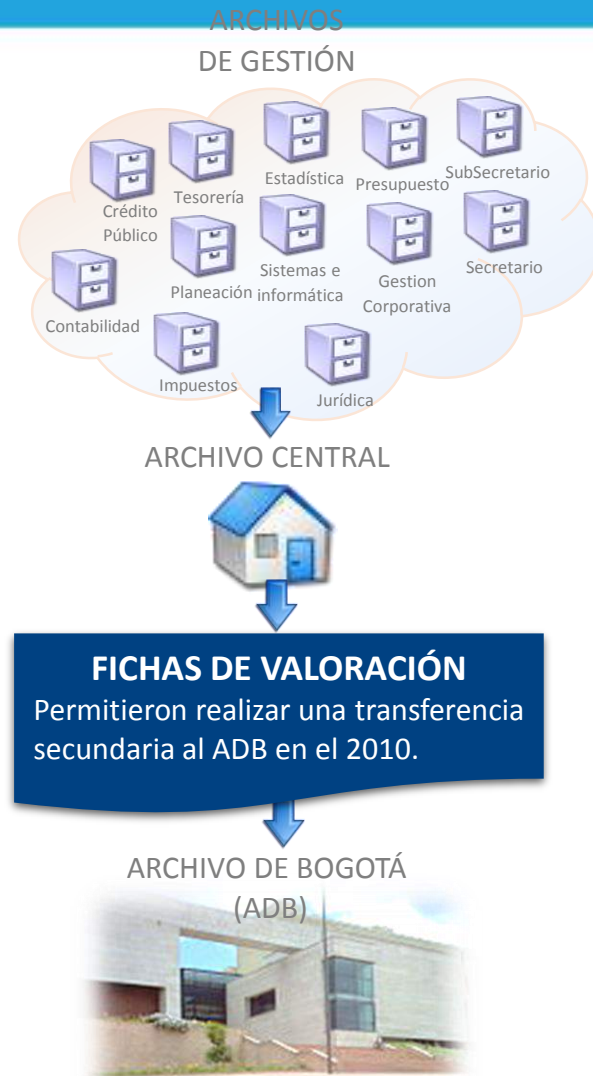 ARCHIVOS
DE GESTIÓN
SubSecretario
Estadística
Presupuesto
Tesorería
Crédito
Público
Secretario
Sistemas e
informática
Gestion
Corporativa
Planeación
Contabilidad
Impuestos
Jurídica
ARCHIVO CENTRAL
FICHAS DE VALORACIÓN
Permitieron realizar una transferencia
secundaria al ADB en el 2010.
ARCHIVO DE BOGOTÁ
(ADB)